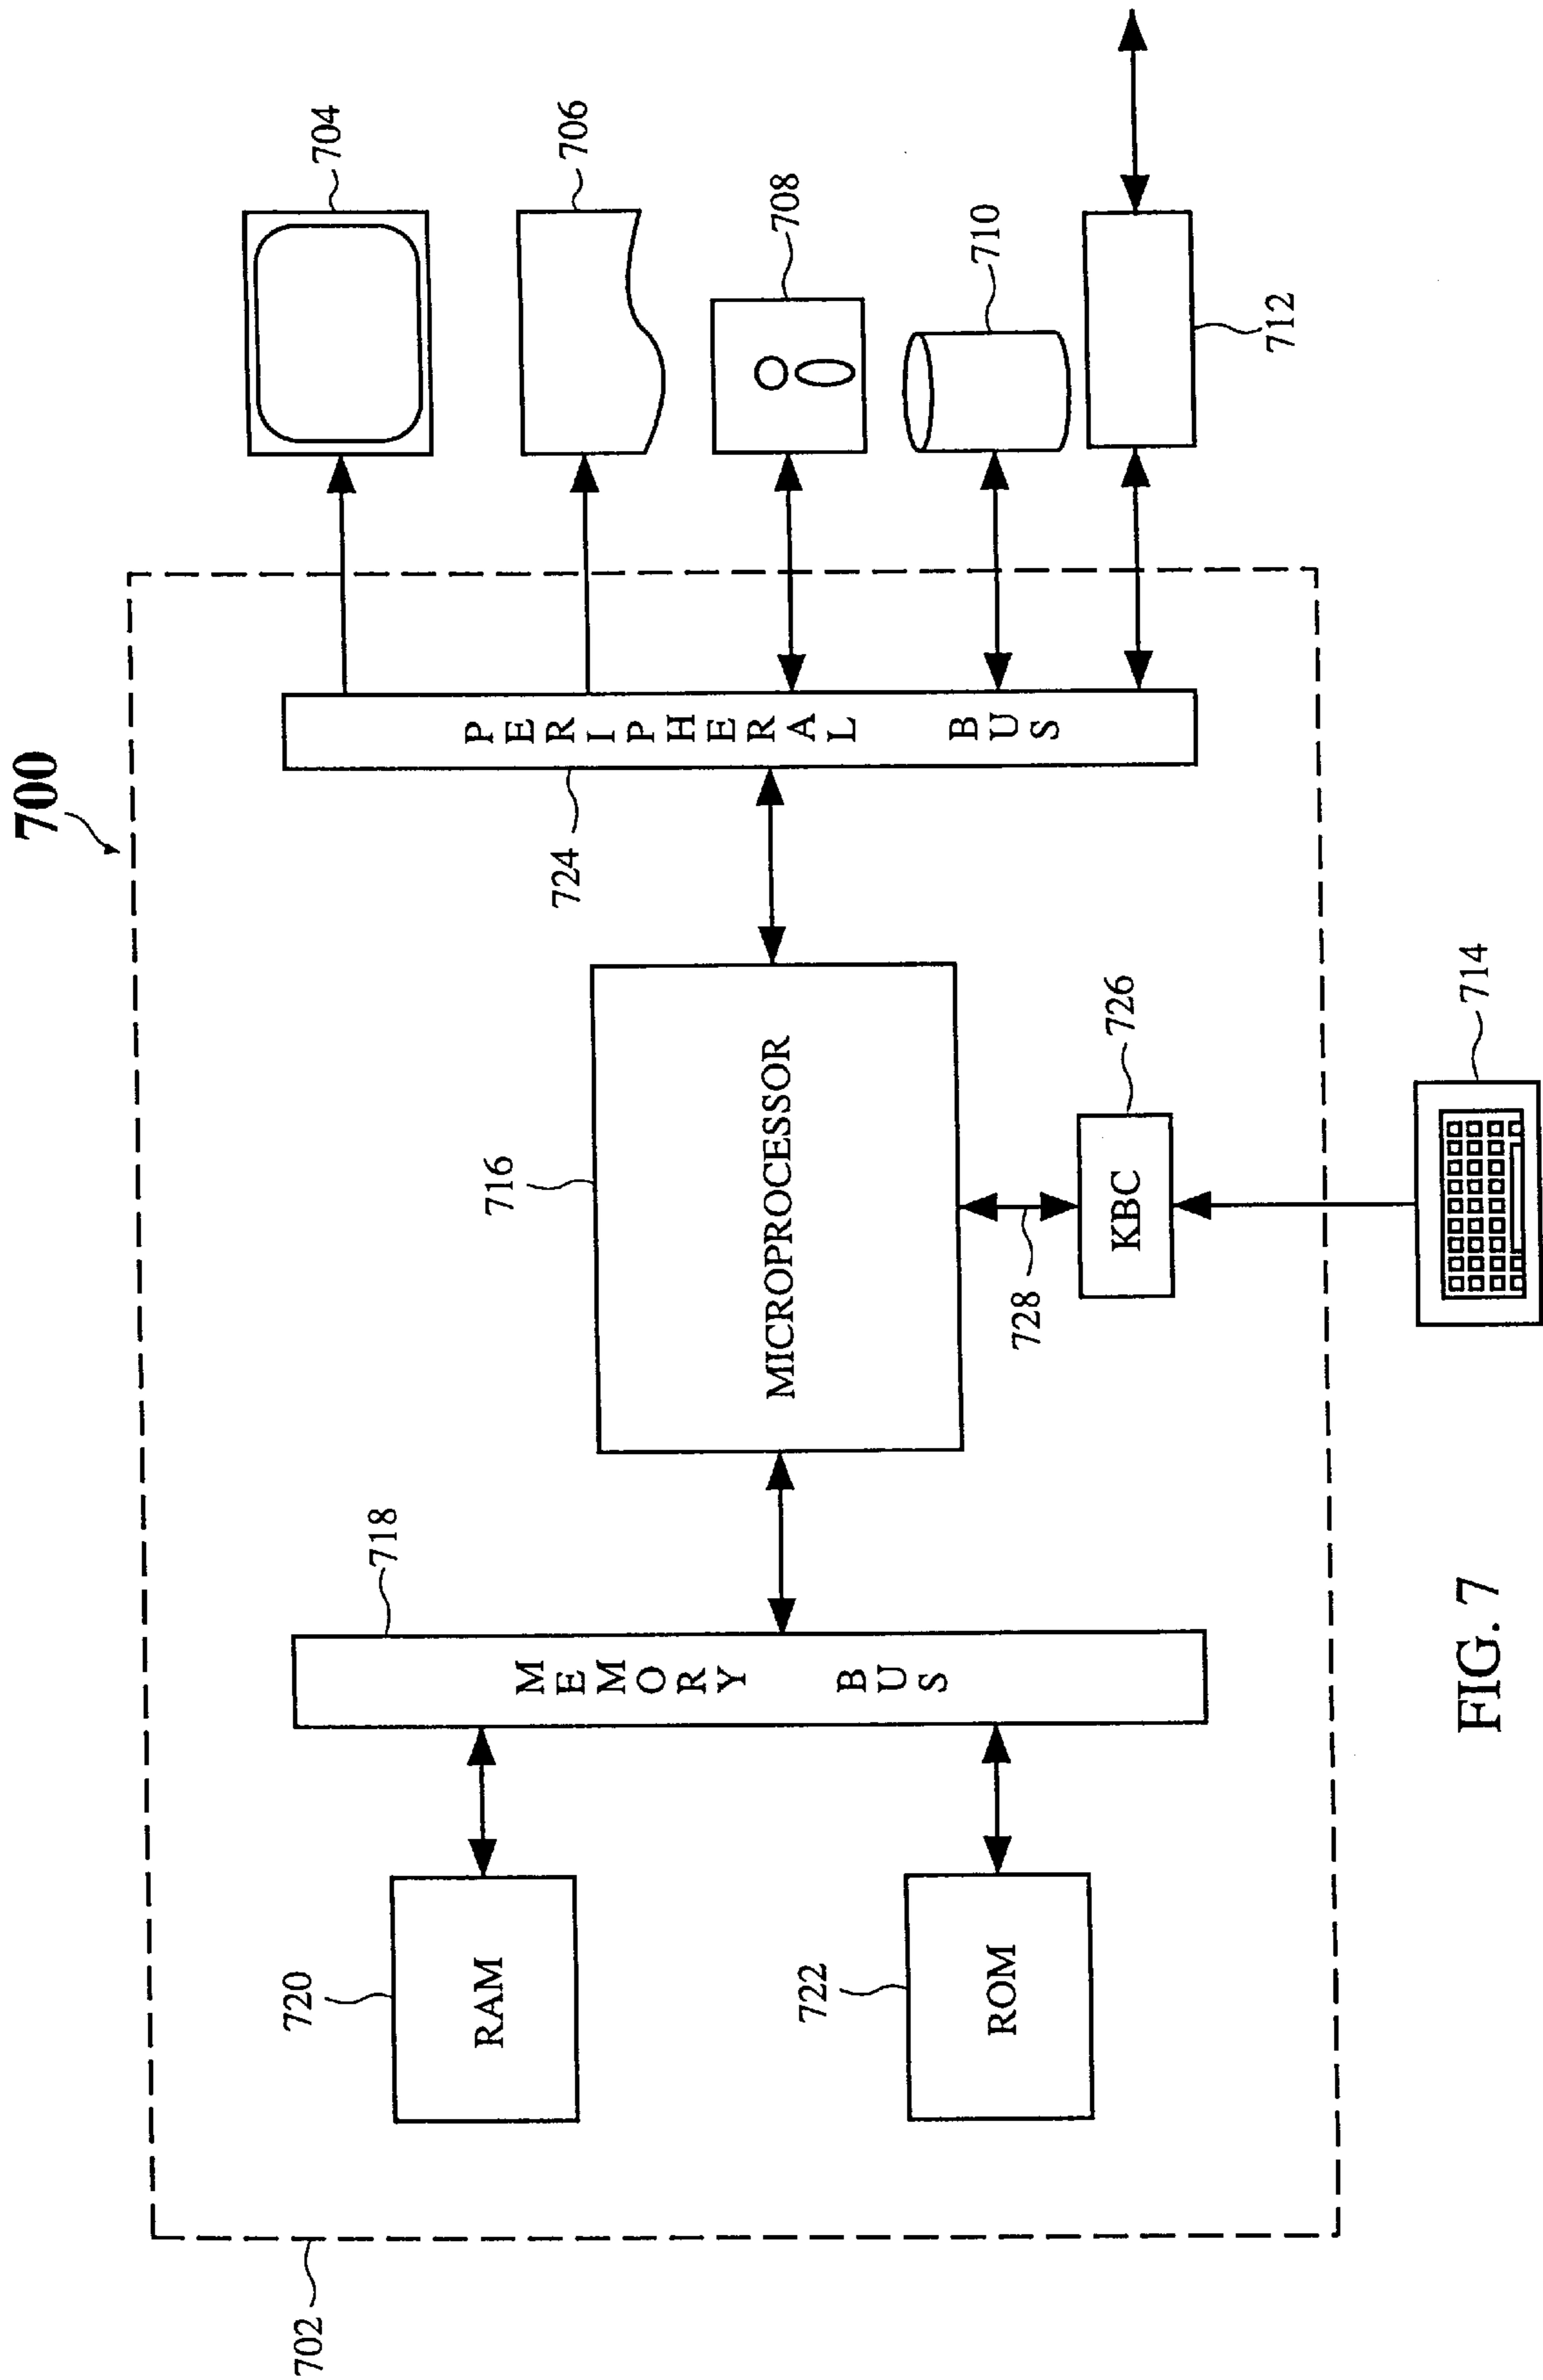 700
702
720
RAM
722
ROM
718
MEMORY BUS
716
MICROPROCESSOR
728
KBC
726
714
724
PERIPHERAL BUS
704
706
708
710
712
FIG. 7